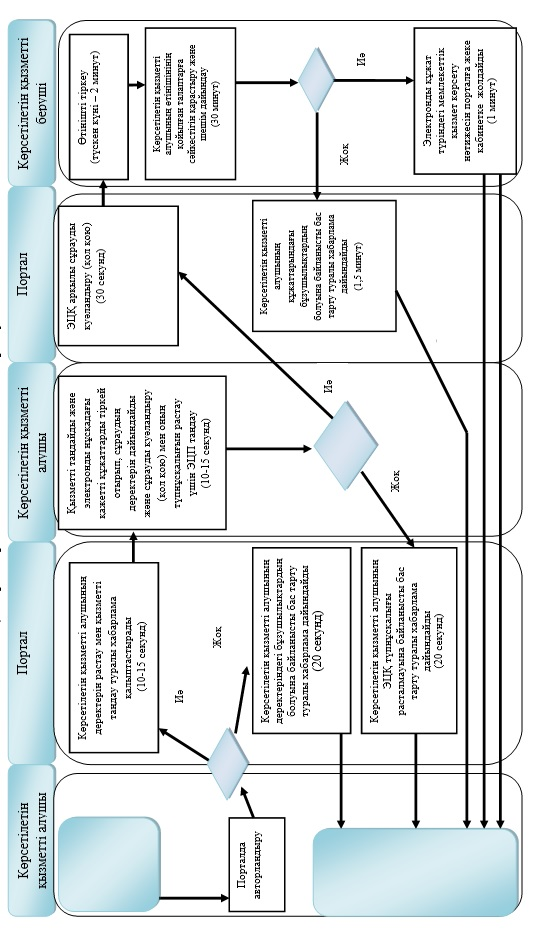 Көрсетілетін
қызметті алушы
Портал
Көрсетілетін қызметті
алушы
Портал
Көрсетілетін қызметті
беруші
Порталда
авторландыру
Көрсетілетін қызметті алушының
деректерін растау мен қызметті
таңдау туралы хабарлама
қалыптастырады
(10-15 секунд)
Иә
Жоқ
Көрсетілетін қызметті алушының
деректеріндегі бұзушылықтардың
болуына байланысты бас тарту
туралы хабарлама дайындайды
(20 секунд)
Көрсетілетін қызметті алушының
ЭЦҚ түпнұсқалығы
расталмауына байланысты бас
тарту туралы хабарлама
дайындайды
(20 секунд)
Қызметті таңдайды және
электронды нұсқадағы
қажетті құжаттарды тіркей
отырып, сұраудың
деректерін дайындайды
және сұрауды куәландыру
(қол қою) мен оның
түпнұсқалығын растау
үшін ЭЦП таңдау
(10-15 секунд)
Иә
Жоқ
ЭЦҚ арқылы сұрауды
куәландыру (қол қою)
(30 секунд)
Көрсетілетін қызметті
алушының
құжаттарындағы
бұзушылықтардың
болуына байланысты бас
тарту туралы хабарлама
дайындайды
(1,5 минут)
Өтінішті тіркеу
(түскен күні – 2 минут)
Көрсетілетін қызметті
алушының өтінішінінің
қойылған талаптарға
сәйкестігін қарастыру және
шешім дайындау
(30 минут)
Иә
Жоқ
Электронды құжат
түріндегі мемлекеттік
қызмет көрсету
нәтижесін порталға жеке
кабинетке жолдайды
(1 минут)